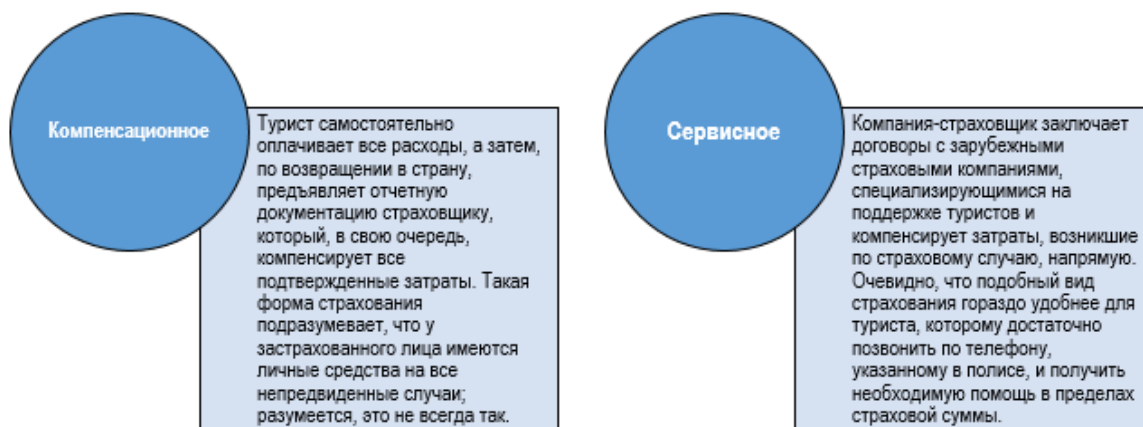 Компенсационное
Турист самостоятельно
оплачивает все расходы, а затем,
по возвращении в страну,
предъявляет отчетную
документацию страховщику,
который, в свою очередь,
компенсирует все
подтвержденные затраты. Такая
форма страхования
подразумевает, что у
застрахованного лица имеются
личные средства на все
непредвиденные случаи;
разумеется, это не всегда так.
Сервисное
Компания-страховщик заключает
договоры с зарубежными
страховыми компаниями,
специализирующимися на
поддержке туристов и
компенсирует затраты, возникшие
по страховому случаю, напрямую.
Очевидно, что подобный вид
страхования гораздо удобнее для
туриста, которому достаточно
позвонить по телефону,
указанному в полисе, и получить
необходимую помощь в пределах
страховой суммы.